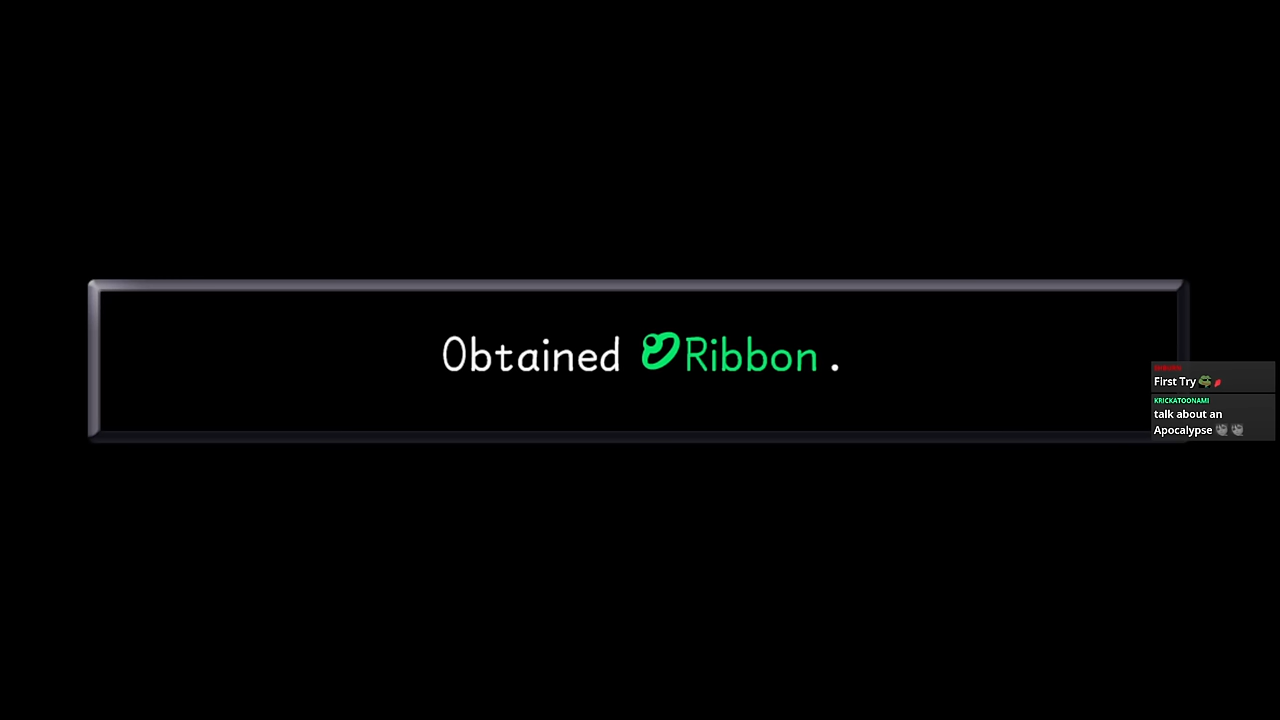 Obtained Ribbon .
First Try
KRICKATOONAMI
talk about an
Apocalypse